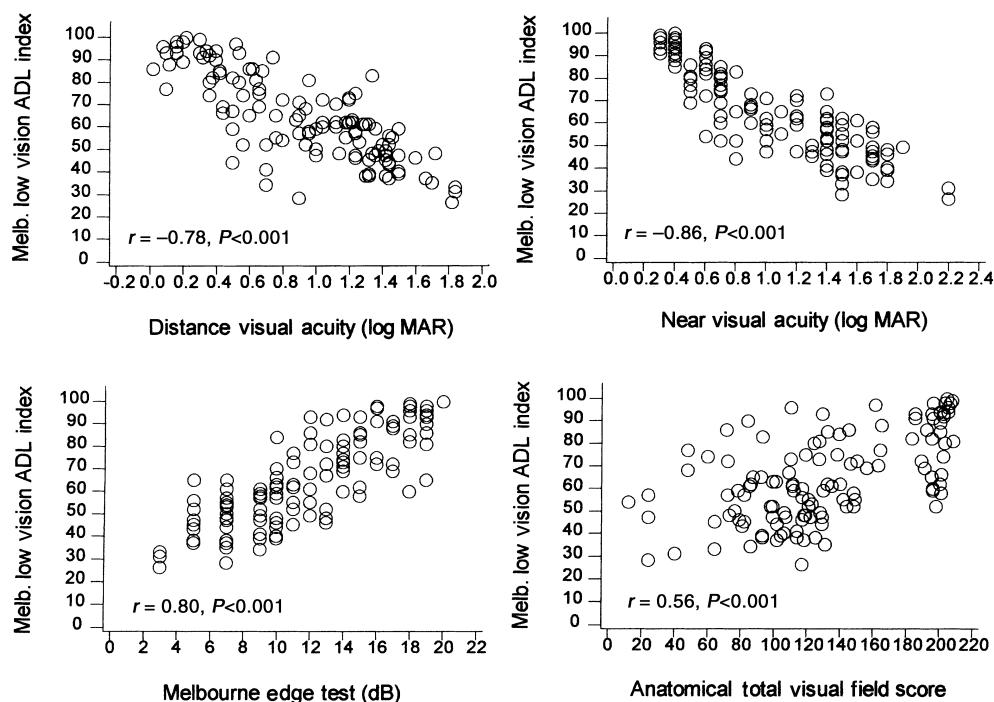 Melb. low vision ADL index
100
90
80
70
60
50
40
30
20
10
0
r = –0.78, P<0.001
-0.2 0.0 0.2 0.4 0.6 0.8 1.0 1.2 1.4 1.6 1.8 2.0
Distance visual acuity (log MAR)
Melb. low vision ADL index
100
90
80
70
60
50
40
30
20
10
0
r = –0.86, P<0.001
0.0 0.2 0.4 0.6 0.8 1.0 1.2 1.4 1.6 1.8 2.0 2.2 2.4
Near visual acuity (log MAR)
Melb. low vision ADL index
100
90
80
70
60
50
40
30
20
10
0
r = 0.80, P<0.001
0 2 4 6 8 10 12 14 16 18 20 22
Melbourne edge test (dB)
Melb. low vision ADL index
100
90
80
70
60
50
40
30
20
10
0
r = 0.56, P<0.001
0 20 40 60 80 100 120 140 160 180 200 220
Anatomical total visual field score